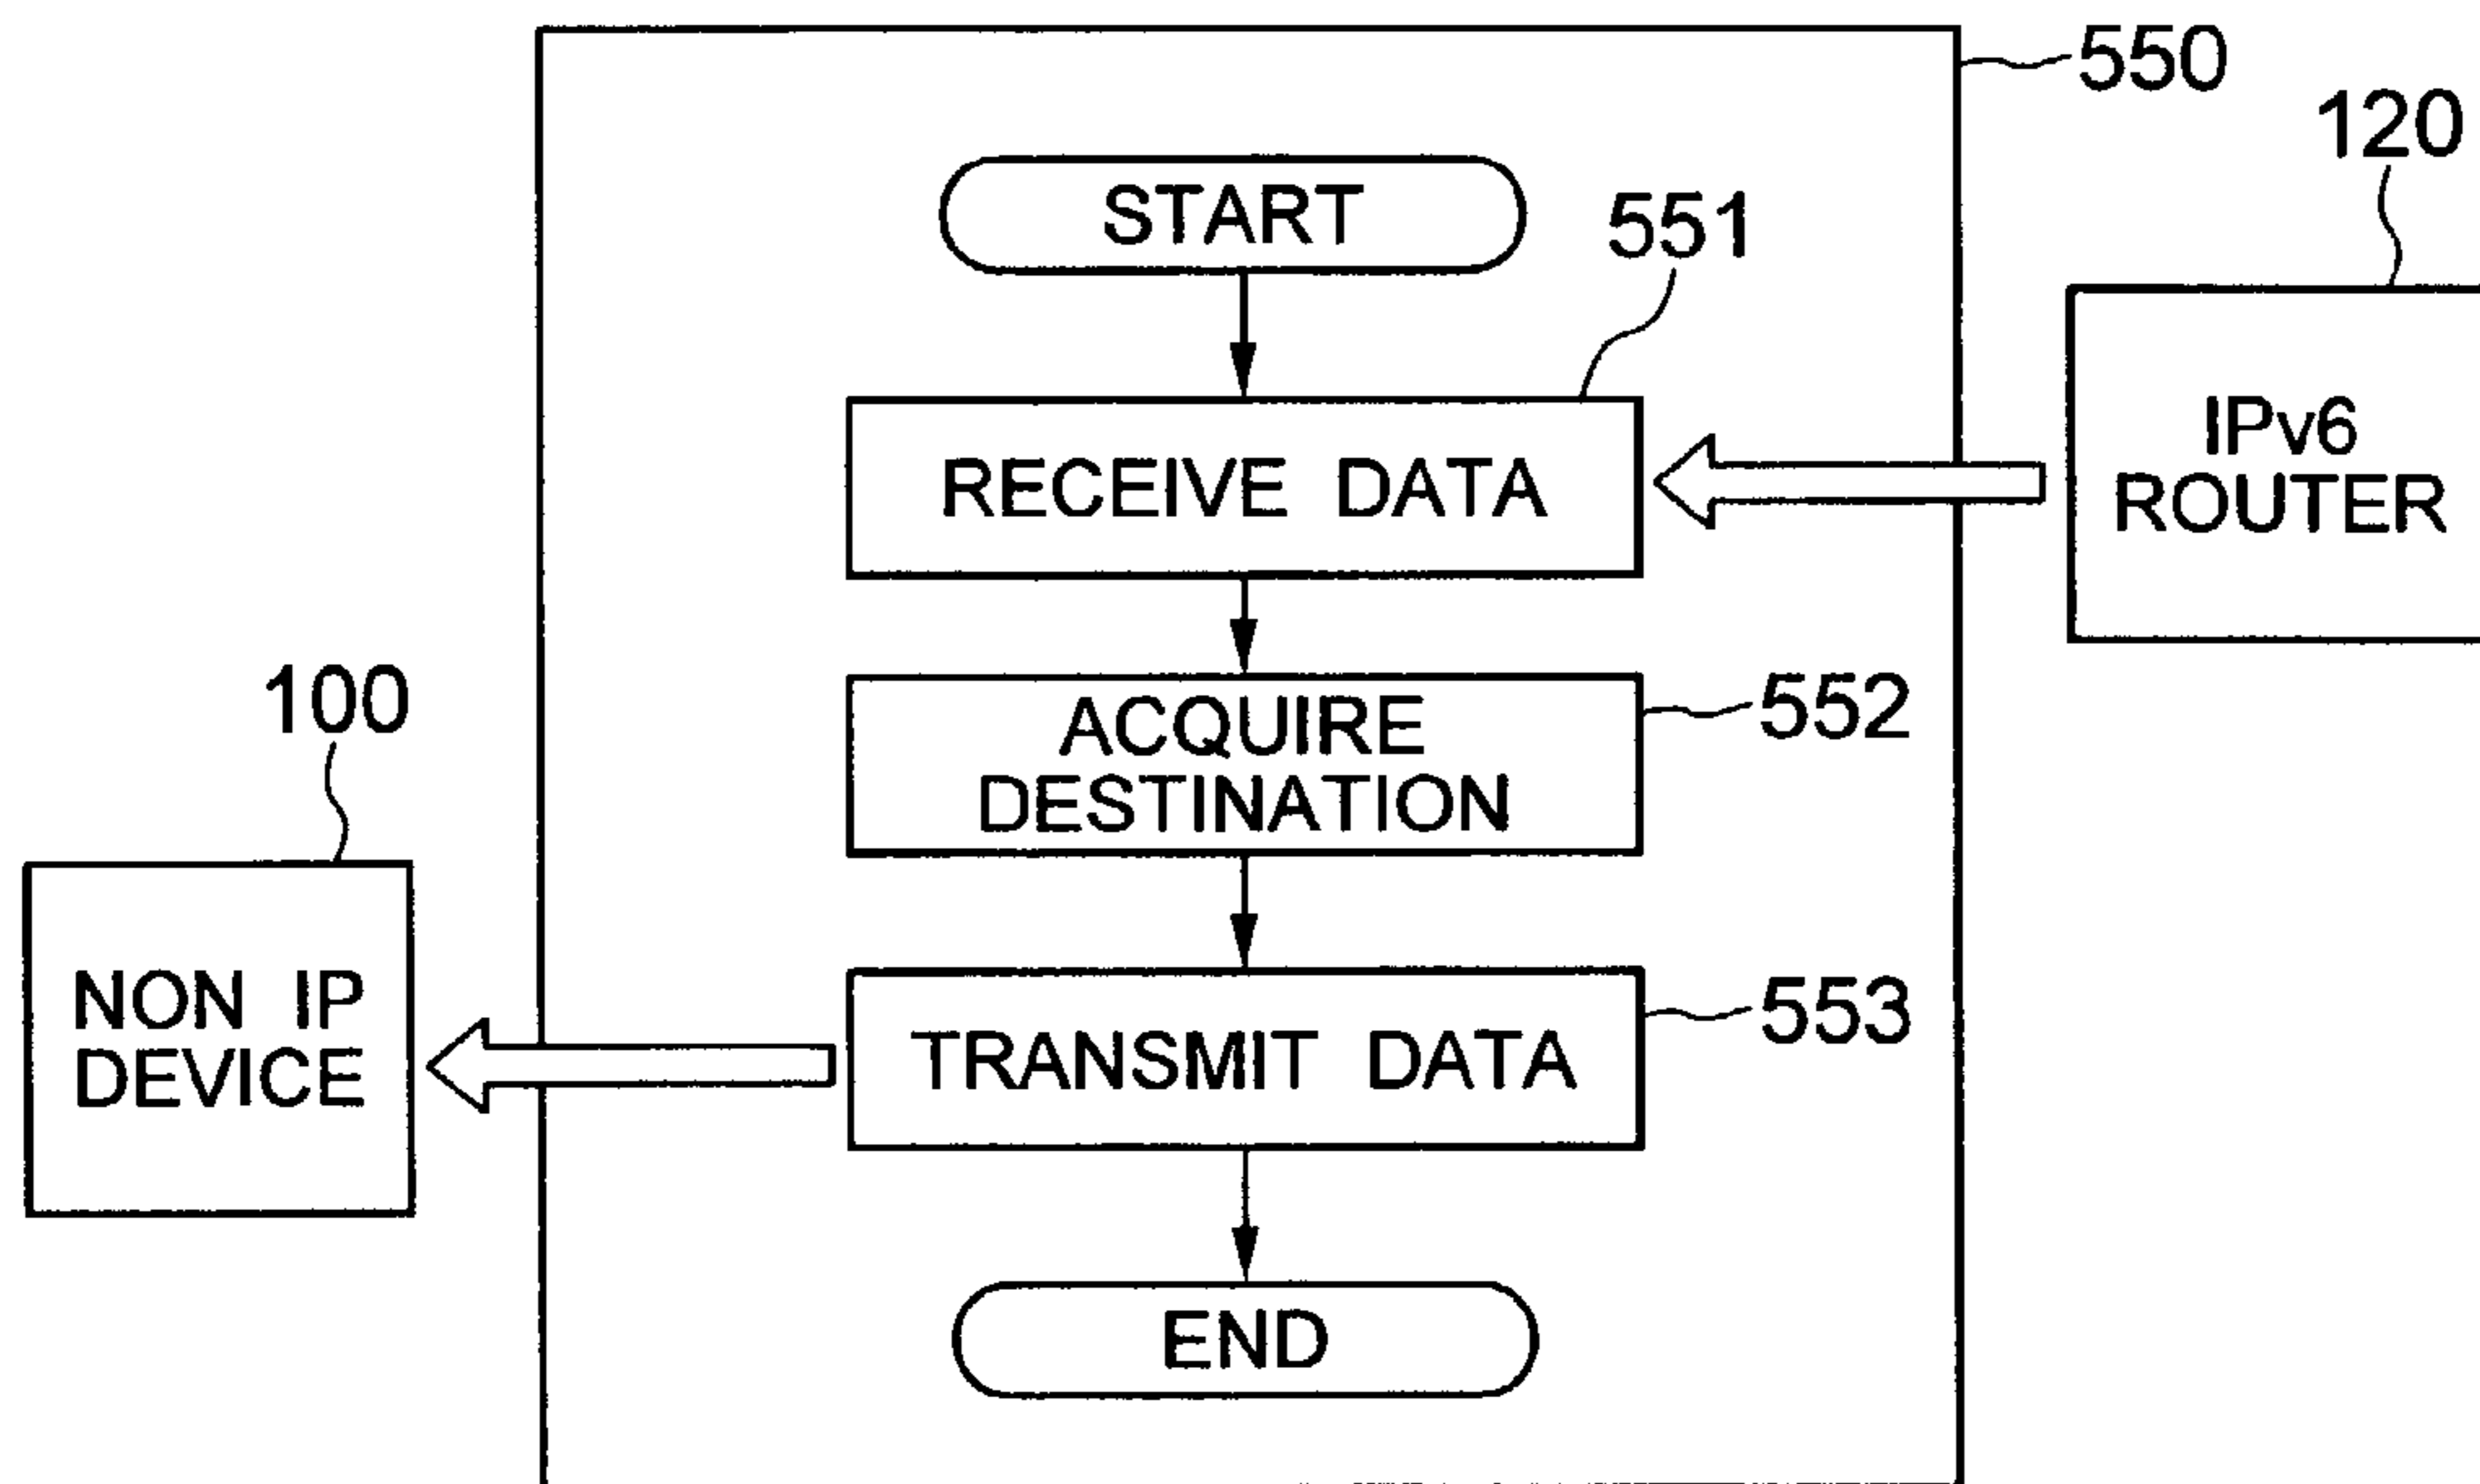 550
120
START
551
RECEIVE DATA
IPv6
ROUTER
100
ACQUIRE
DESTINATION
552
NON IP
DEVICE
TRANSMIT DATA
553
END